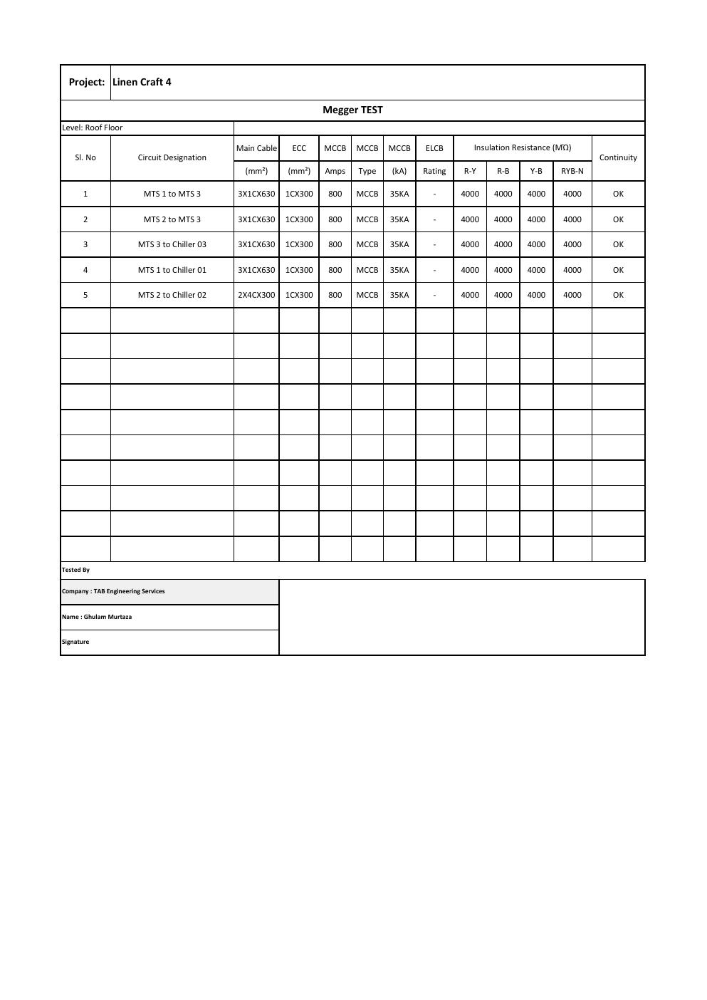 Project: Linen Craft 4
Megger TEST
Level: Roof Floor
Sl. No Circuit Designation Main Cable ECC MCCB MCCB MCCB ELCB Insulation Resistance (MΩ) Continuity
(mm²) (mm²) Amps Type (kA) Rating R-Y R-B Y-B RYB-N
1 MTS 1 to MTS 3 3X1CX630 1CX300 800 MCCB 35KA - 4000 4000 4000 4000 OK
2 MTS 2 to MTS 3 3X1CX630 1CX300 800 MCCB 35KA - 4000 4000 4000 4000 OK
3 MTS 3 to Chiller 03 3X1CX630 1CX300 800 MCCB 35KA - 4000 4000 4000 4000 OK
4 MTS 1 to Chiller 01 3X1CX630 1CX300 800 MCCB 35KA - 4000 4000 4000 4000 OK
5 MTS 2 to Chiller 02 2X4CX300 1CX300 800 MCCB 35KA - 4000 4000 4000 4000 OK
Tested By
Company : TAB Engineering Services
Name : Ghulam Murtaza
Signature